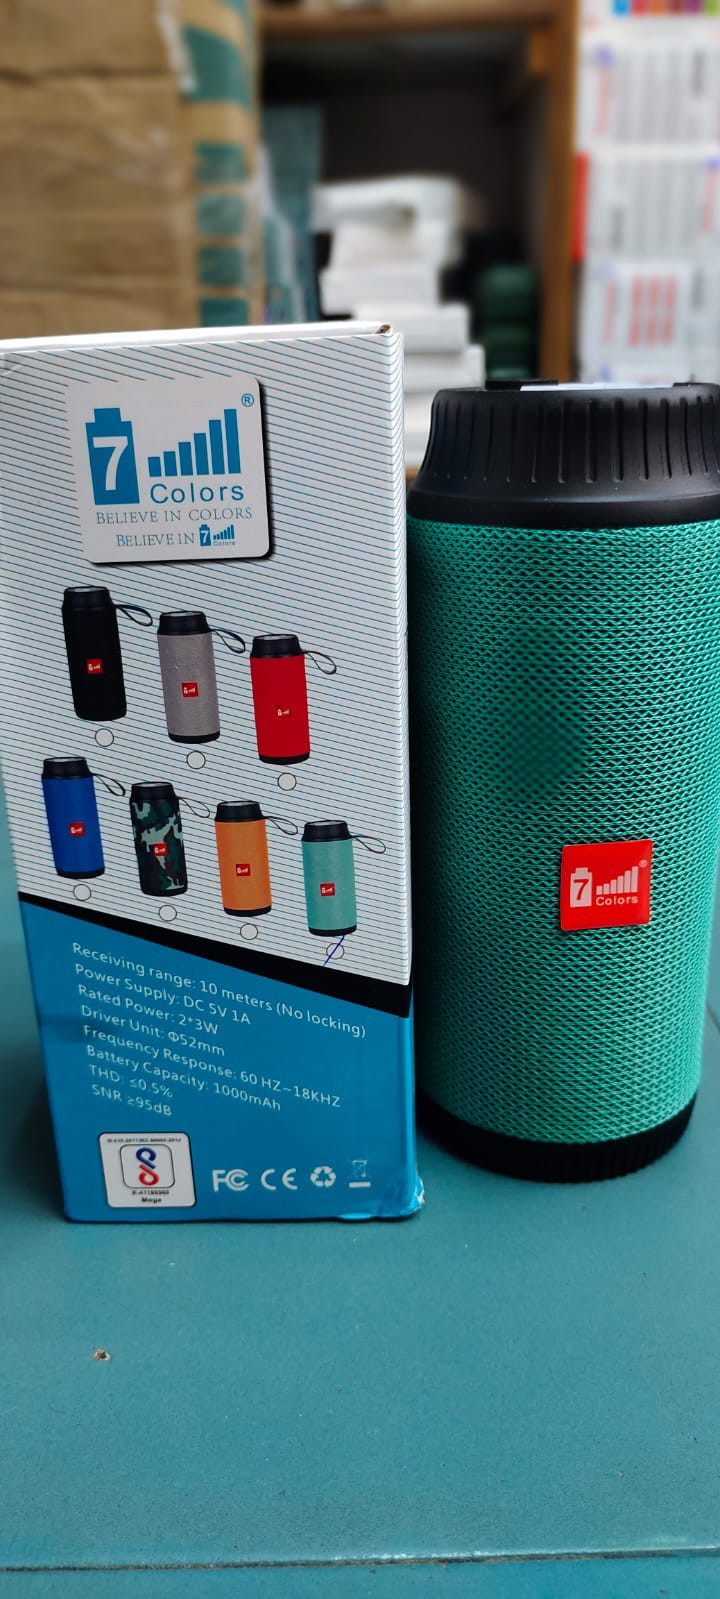 7
®
Colors
BELIEVE IN COLORS
BELIEVE IN 7 Colors
Receiving range: 10 meters (No locking)
Power Supply: DC 5V 1A
Rated Power: 2*3W
Driver Unit: Φ52mm
Frequency Response: 60 HZ~18KHZ
Battery Capacity: 1000mAh
THD: ≤0.5%
SNR ≥95dB
FC CE
7
®
Colors